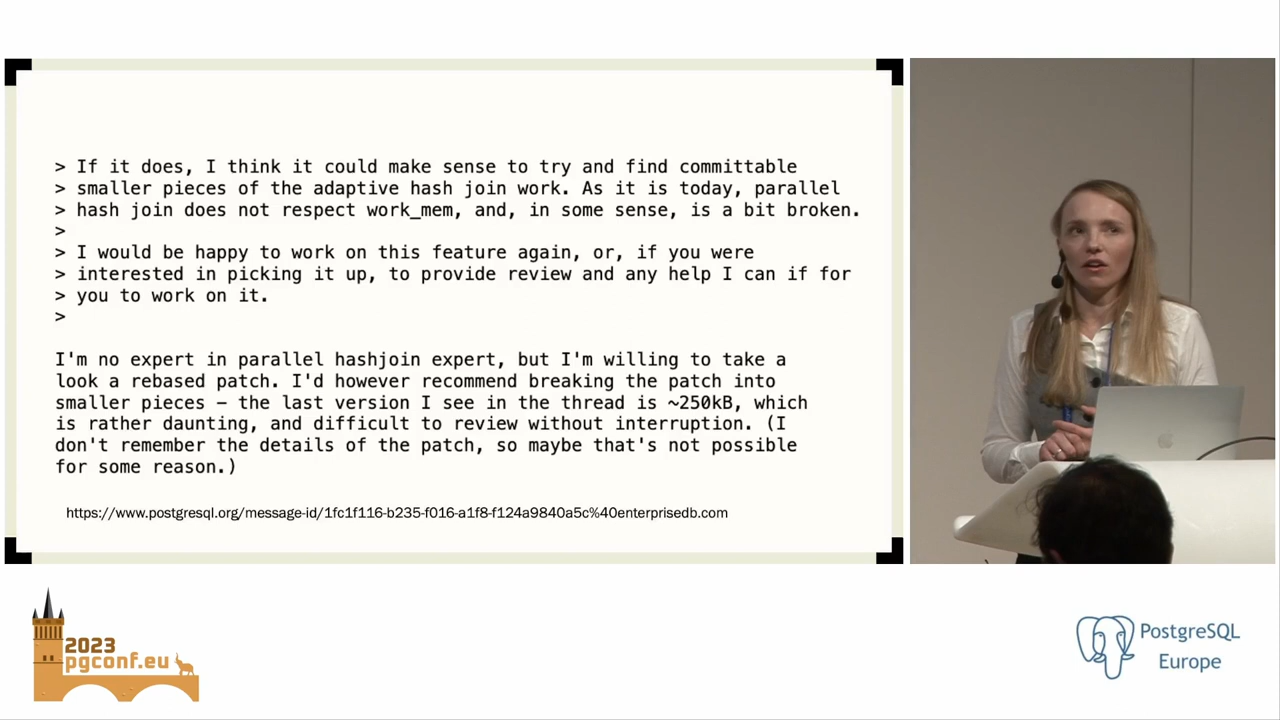 > If it does, I think it could make sense to try and find committable
> smaller pieces of the adaptive hash join work. As it is today, parallel
> hash join does not respect work_mem, and, in some sense, is a bit broken.
>
> I would be happy to work on this feature again, or, if you were
> interested in picking it up, to provide review and any help I can if for
> you to work on it.
>
I'm no expert in parallel hashjoin expert, but I'm willing to take a
look a rebased patch. I'd however recommend breaking the patch into
smaller pieces – the last version I see in the thread is ~250kB, which
is rather daunting, and difficult to review without interruption. (I
don't remember the details of the patch, so maybe that's not possible
for some reason.)
https://www.postgresql.org/message-id/1fc1f116-b235-f016-a1f8-f124a9840a5c%40enterprisedb.com
2023
pgconf.eu
PostgreSQL
Europe